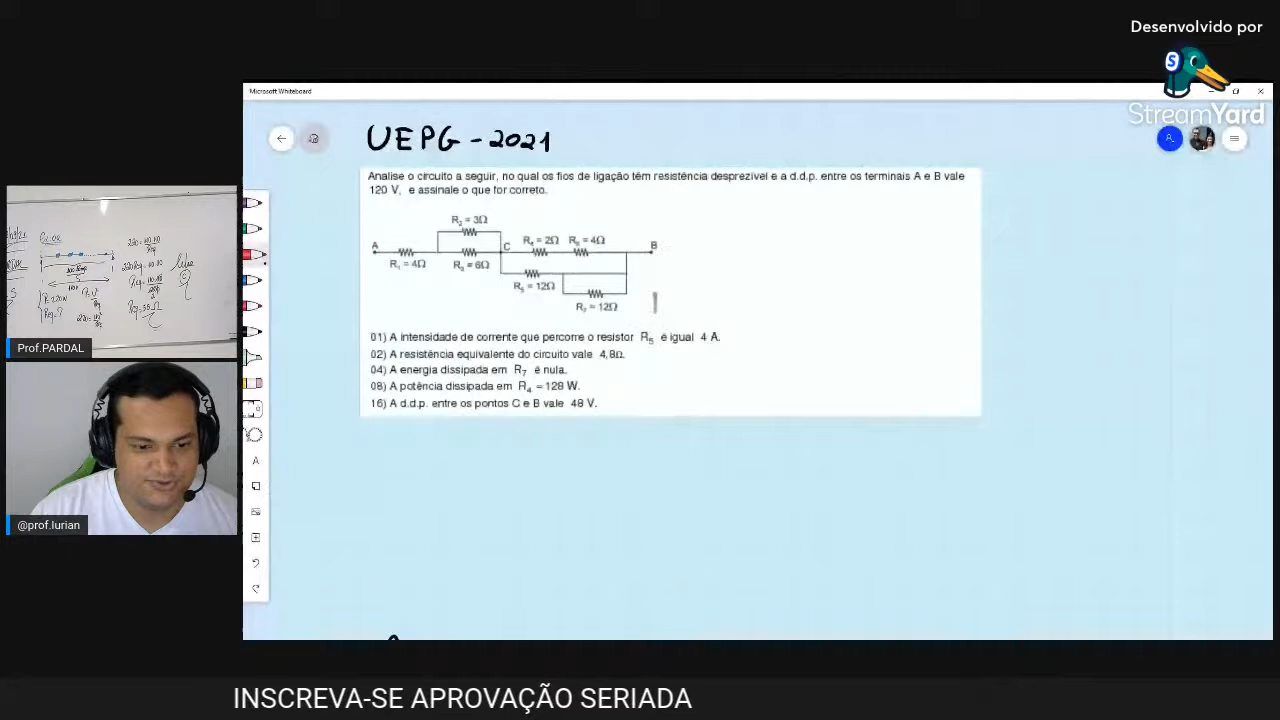 Desenvolvido por
S
StreamYard
Microsoft Whiteboard
UEPG - 2021
Analise o circuito a seguir, no qual os fios de ligação têm resistência desprezível e a d.d.p. entre os terminais A e B vale
120 V, e assinale o que for correto.
R₂ = 3Ω
A
C
R₄ = 2Ω R₆ = 4Ω
B
R₁ = 4Ω
R₃ = 6Ω
R₅ = 12Ω
R₇ = 12Ω
01) A intensidade de corrente que percorre o resistor R₅ é igual 4 A.
02) A resistência equivalente do circuito vale 4,8Ω.
04) A energia dissipada em R₇ é nula.
08) A potência dissipada em R₄ = 128 W.
16) A d.d.p. entre os pontos C e B vale 48 V.
Prof.PARDAL
@prof.Iurian
INSCREVA-SE APROVAÇÃO SERIADA